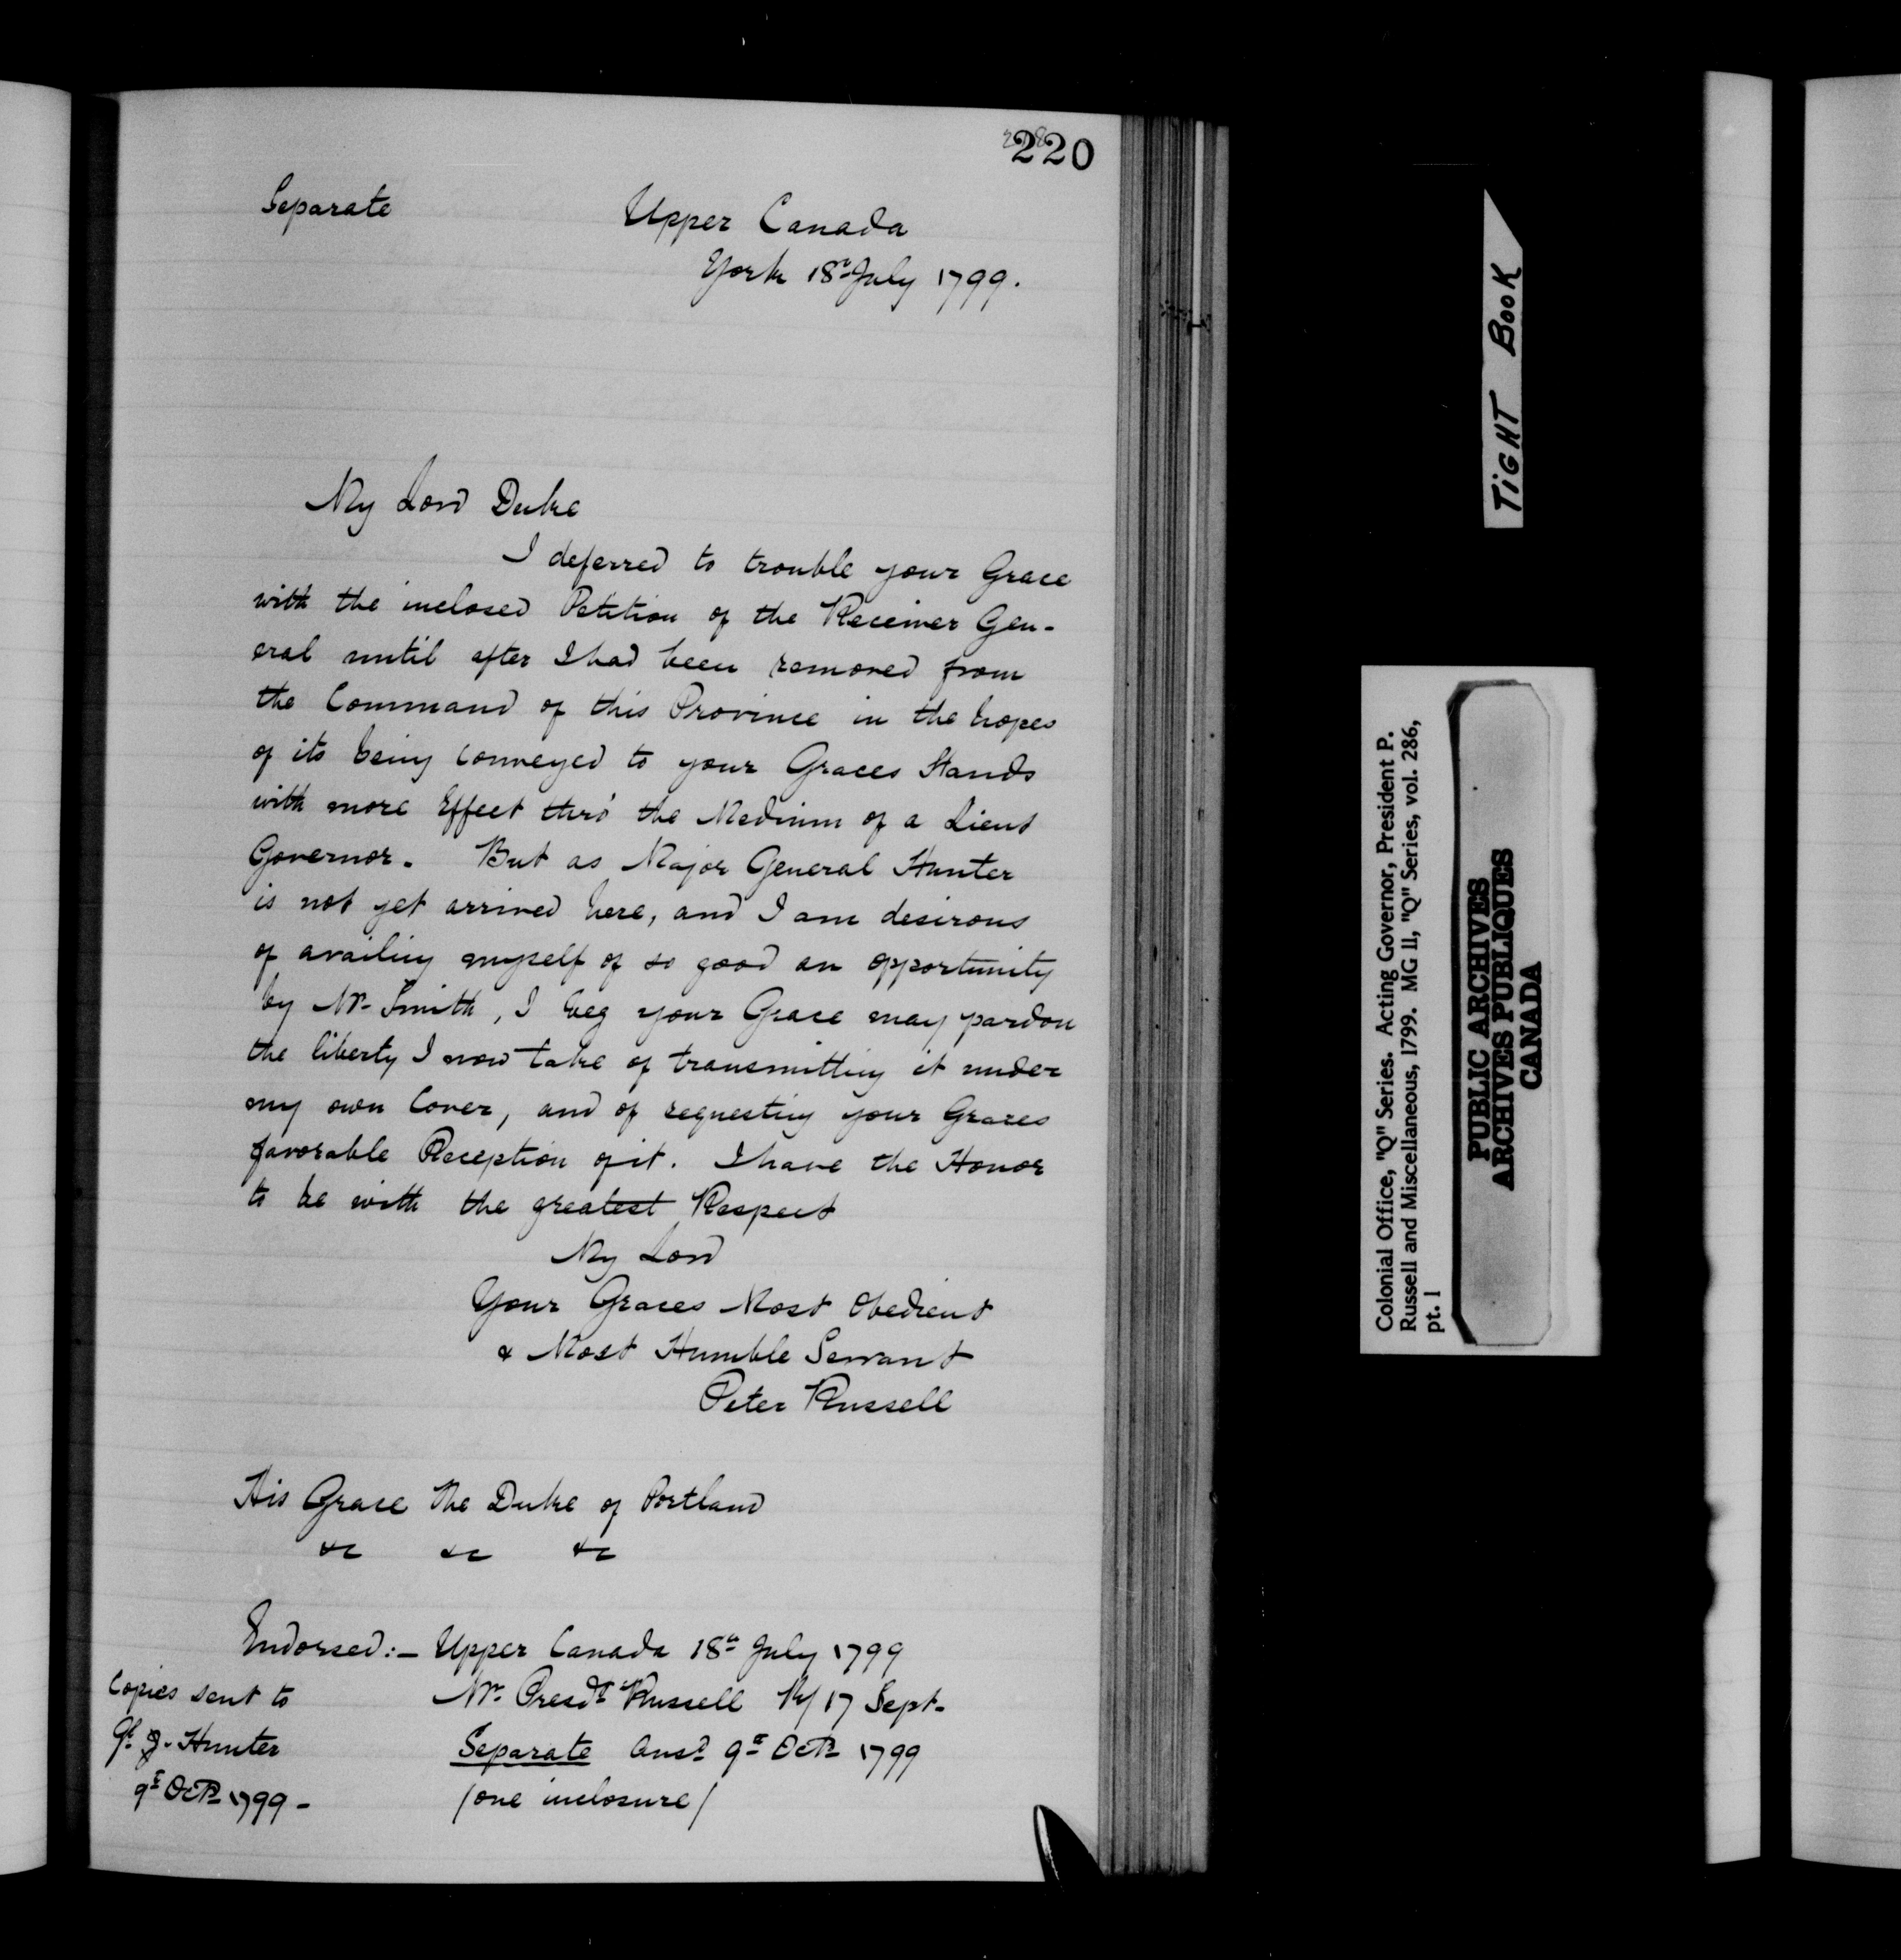 220
Separate
Upper Canada
York 18th July 1799.
My Lord Duke
I deferred to trouble your Grace
with the inclosed Petition of the Receiver Gen-
eral until after I had been removed from
the Command of this Province in the hopes
of its being conveyed to your Graces Hands
with more Effect thro' the Medium of a Lieut
Governor. But as Major General Hunter
is not yet arrived here, and I am desirous
of availing myself of so good an opportunity
by Mr. Smith, I beg your Grace may pardon
the liberty I now take of transmitting it under
my own Cover, and of requesting your Graces
favorable Reception of it. I have the Honor
to be with the greatest Respect
My Lord
Your Graces Most Obedient
& Most Humble Servant
Peter Russell
His Grace The Duke of Portland
&c &c &c
Endorsed:- Upper Canada 18th July 1799
Mr. Presdt Russell R/ 17 Sept.
Separate Ansd 9th Octr 1799
/one inclosure/
Copies sent to
Gl. Hunter
9th Octr 1799 -
TIGHT BOOK
Colonial Office, "Q" Series. Acting Governor, President P.
Russell and Miscellaneous, 1799. MG 11, "Q" Series, vol. 286,
pt. 1
PUBLIC ARCHIVES
ARCHIVES PUBLIQUES
CANADA